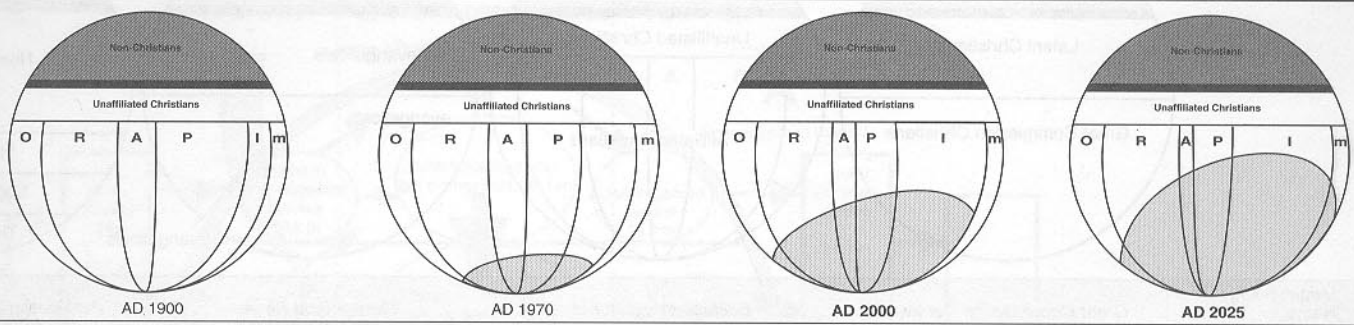 Non-Christians
Unaffiliated Christians
O R A P I m
AD 1900
Non-Christians
Unaffiliated Christians
O R A P I m
AD 1970
Non-Christians
Unaffiliated Christians
O R A P I m
AD 2000
Non-Christians
Unaffiliated Christians
O R A P I m
AD 2025